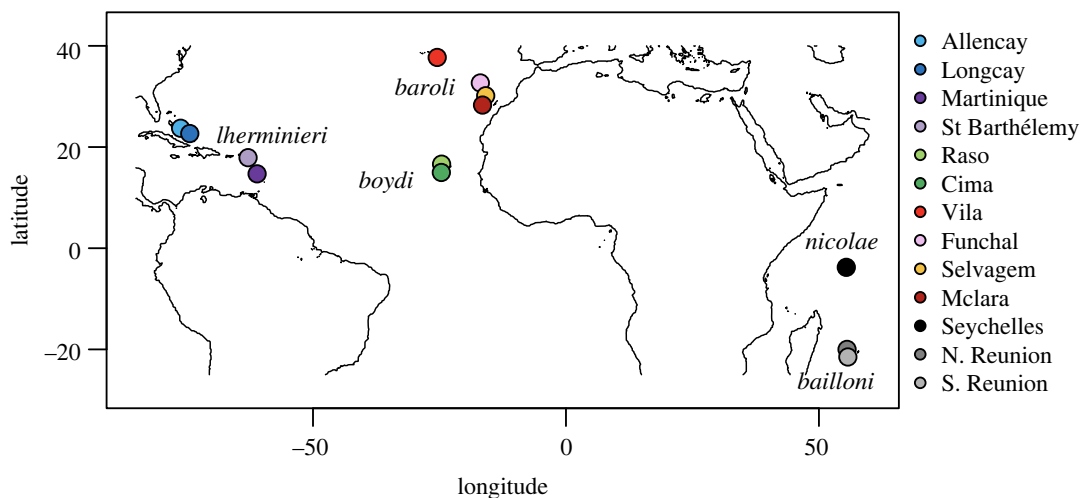 40
20
0
–20
latitude
–50
0
50
longitude
baroli
lherminieri
boydi
nicolae
bailloni
Allencay
Longcay
Martinique
St Barthélemy
Raso
Cima
Vila
Funchal
Selvagem
Mclara
Seychelles
N. Reunion
S. Reunion